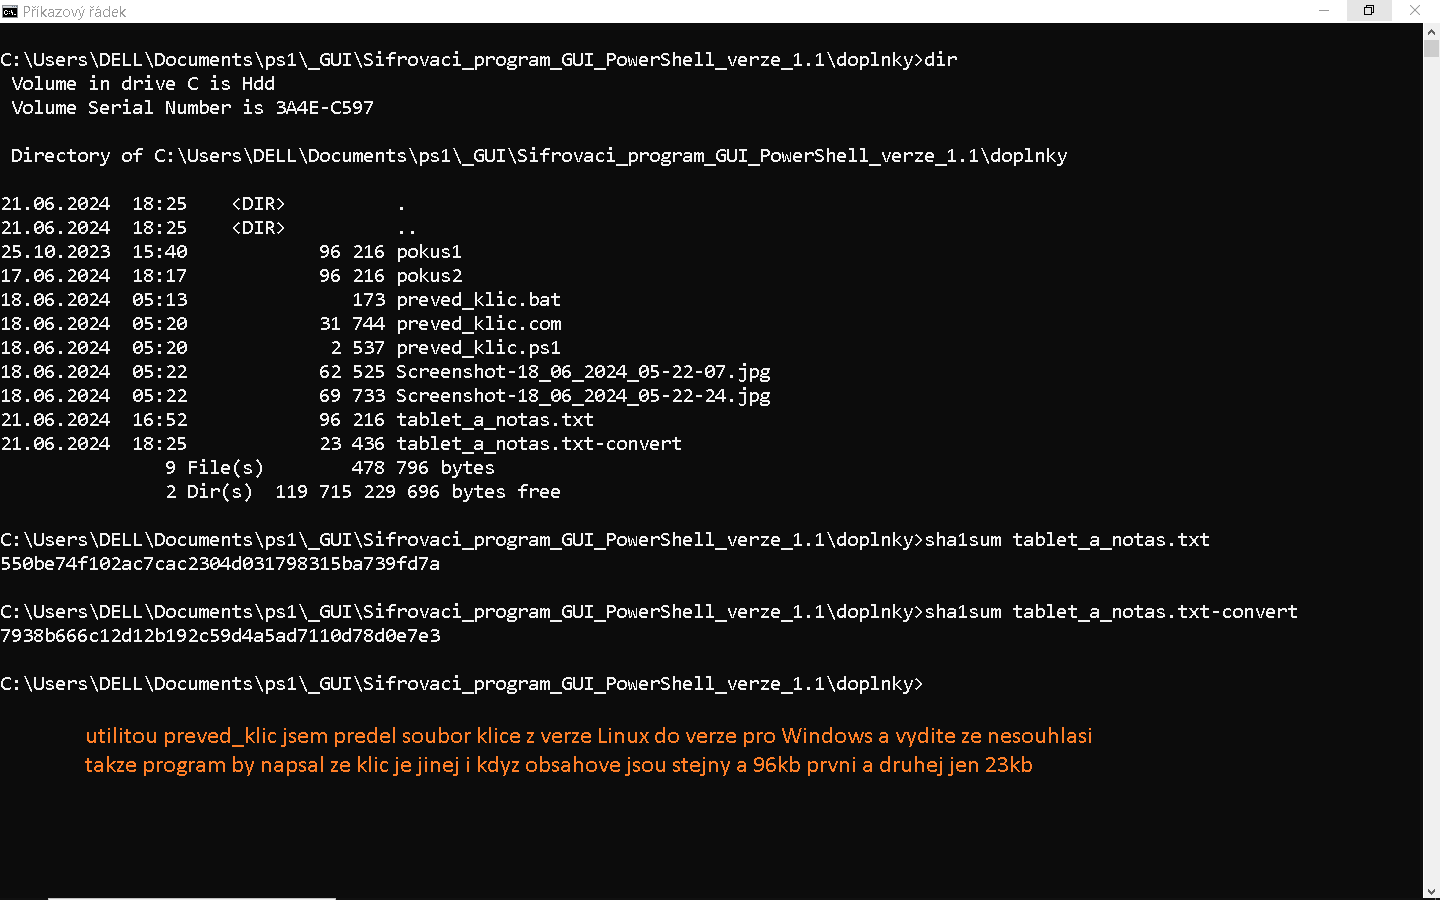 Příkazový řádek
C:\Users\DELL\Documents\ps1\_GUI\Sifrovaci_program_GUI_PowerShell_verze_1.1\doplnky>dir
Volume in drive C is Hdd
Volume Serial Number is 3A4E-C597
Directory of C:\Users\DELL\Documents\ps1\_GUI\Sifrovaci_program_GUI_PowerShell_verze_1.1\doplnky
21.06.2024 18:25 <DIR> .
21.06.2024 18:25 <DIR> ..
25.10.2023 15:40 96 216 pokus1
17.06.2024 18:17 96 216 pokus2
18.06.2024 05:13 173 preved_klic.bat
18.06.2024 05:20 31 744 preved_klic.com
18.06.2024 05:20 2 537 preved_klic.ps1
18.06.2024 05:22 62 525 Screenshot-18_06_2024_05-22-07.jpg
18.06.2024 05:22 69 733 Screenshot-18_06_2024_05-22-24.jpg
21.06.2024 16:52 96 216 tablet_a_notas.txt
21.06.2024 18:25 23 436 tablet_a_notas.txt-convert
9 File(s) 478 796 bytes
2 Dir(s) 119 715 229 696 bytes free
C:\Users\DELL\Documents\ps1\_GUI\Sifrovaci_program_GUI_PowerShell_verze_1.1\doplnky>sha1sum tablet_a_notas.txt
550be74f102ac7cac2304d031798315ba739fd7a
C:\Users\DELL\Documents\ps1\_GUI\Sifrovaci_program_GUI_PowerShell_verze_1.1\doplnky>sha1sum tablet_a_notas.txt-convert
7938b666c12d12b192c59d4a5ad7110d78d0e7e3
C:\Users\DELL\Documents\ps1\_GUI\Sifrovaci_program_GUI_PowerShell_verze_1.1\doplnky>
utilitou preved_klic jsem predel soubor klice z verze Linux do verze pro Windows a vydite ze nesouhlasi
takze program by napsal ze klic je jinej i kdyz obsahove jsou stejny a 96kb prvni a druhej jen 23kb